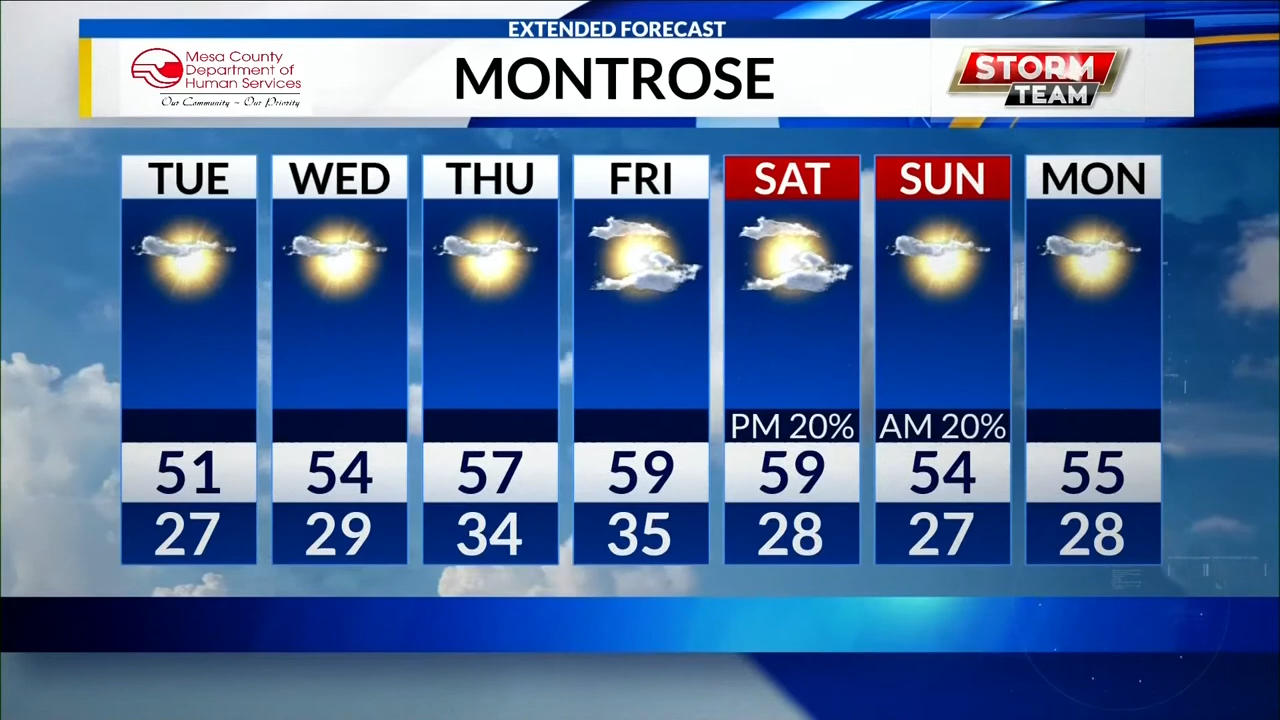 EXTENDED FORECAST
Mesa County
Department of
Human Services
Our Community ~ Our Priority
MONTROSE
STORM
TEAM
TUE WED THU FRI SAT SUN MON
PM 20% AM 20%
51 54 57 59 59 54 55
27 29 34 35 28 27 28